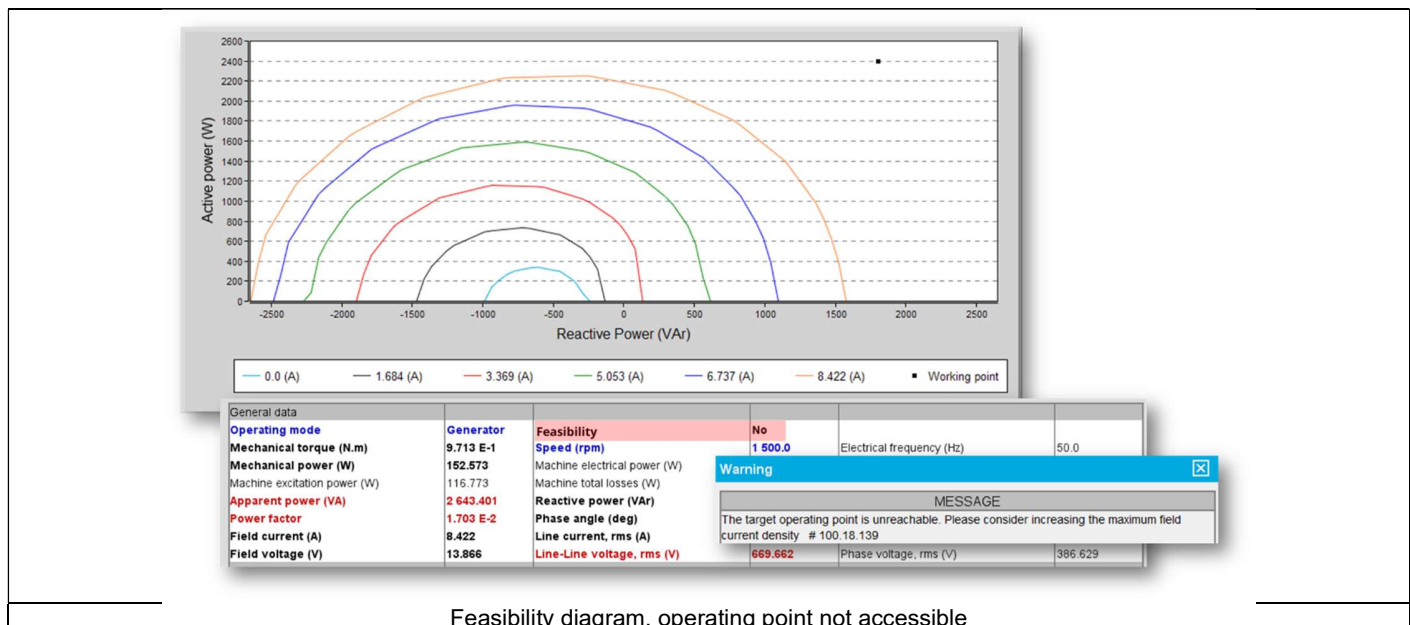 2600
2400
2200
2000
1800
1600
1400
1200
1000
800
600
400
200
0
Active power (W)
-2500 -2000 -1500 -1000 -500 0 500 1000 1500 2000 2500
Reactive Power (VAr)
0.0 (A) 1.684 (A) 3.369 (A) 5.053 (A) 6.737 (A) 8.422 (A) Working point
General data
Operating mode Generator Feasibility No
Mechanical torque (N.m) 9.713 E-1 Speed (rpm) 1 500.0 Electrical frequency (Hz) 50.0
Mechanical power (W) 152.573 Machine electrical power (W)
Machine excitation power (W) 116.773 Machine total losses (W)
Apparent power (VA) 2 643.401 Reactive power (VAr)
Power factor 1.703 E-2 Phase angle (deg)
Field current (A) 8.422 Line current, rms (A)
Field voltage (V) 13.866 Line-Line voltage, rms (V) 669.662 Phase voltage, rms (V) 386.629
Warning
MESSAGE
The target operating point is unreachable. Please consider increasing the maximum field
current density # 100.18.139
Feasibility diagram, operating point not accessible